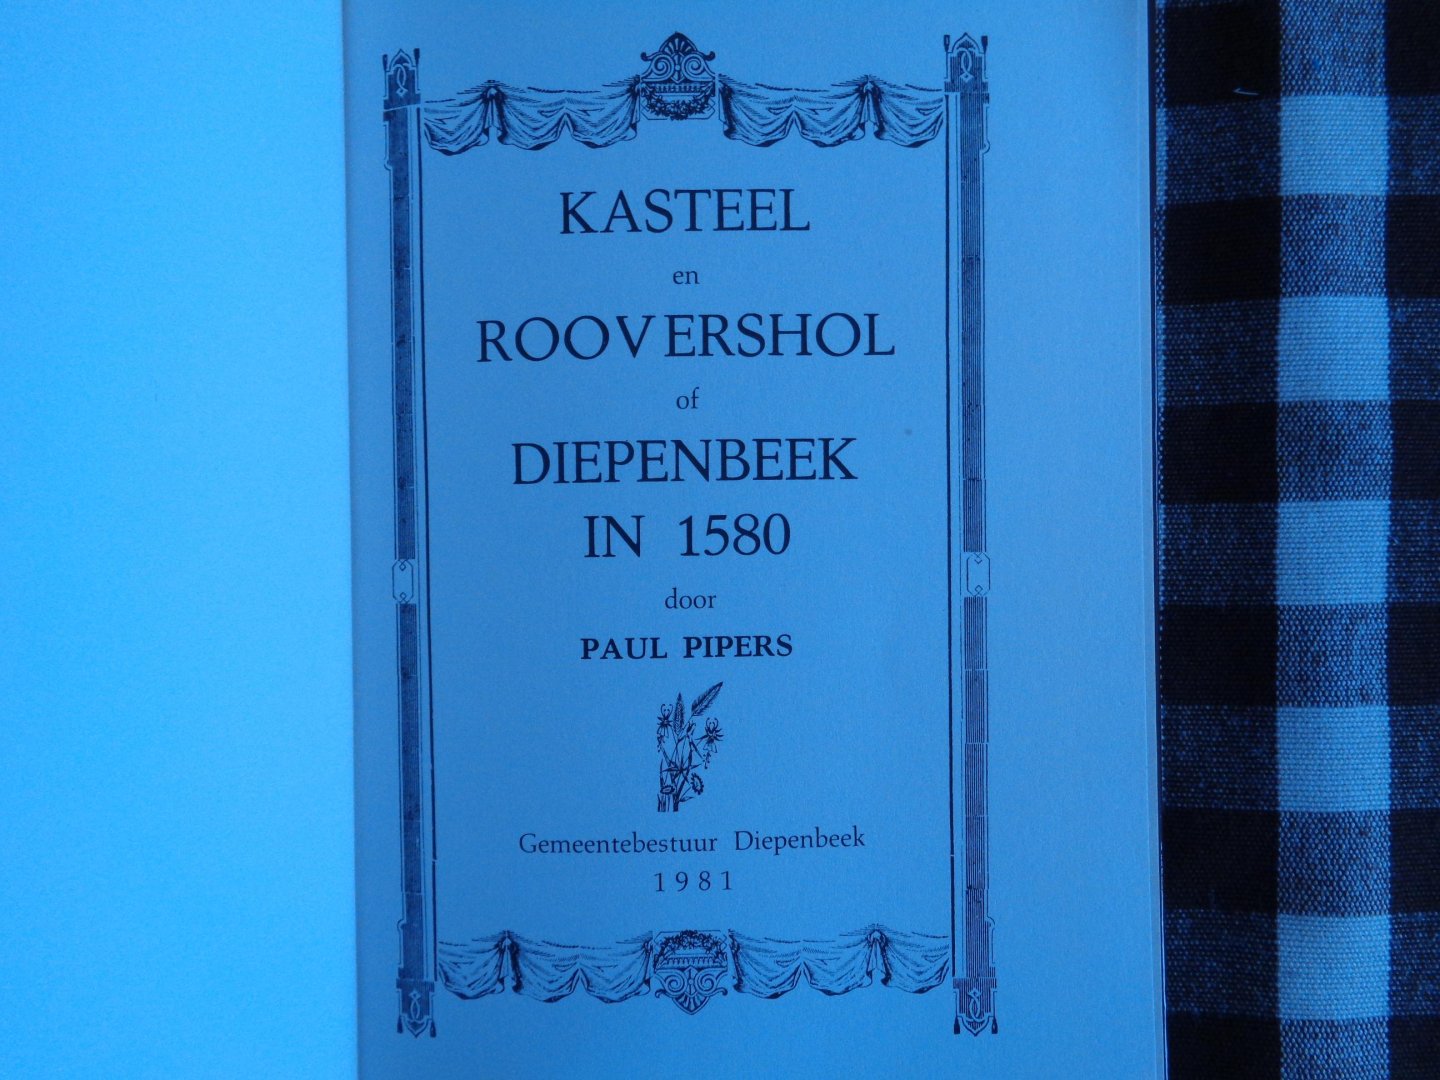 KASTEEL
en
ROOVERSHOL
of
DIEPENBEEK
IN 1580
door
PAUL PIPERS
Gemeentebestuur Diepenbeek
1981